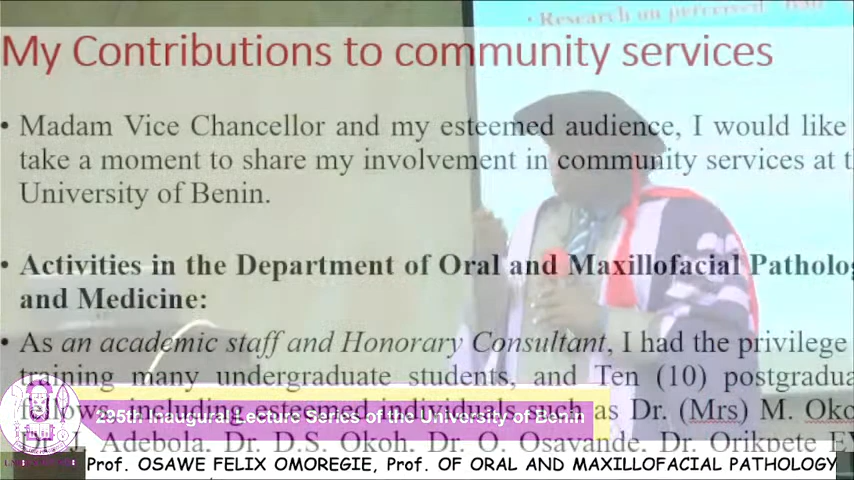 • Research on perceived
My Contributions to community services
• Madam Vice Chancellor and my esteemed audience, I would like
take a moment to share my involvement in community services at t
University of Benin.
• Activities in the Department of Oral and Maxillofacial Patholog
and Medicine:
• As an academic staff and Honorary Consultant, I had the privilege
training many undergraduate students, and Ten (10) postgradua
fellows including esteemed individuals such as Dr. (Mrs) M. Oko
295th Inaugural Lecture Series of the University of Benin
J. Adebola, Dr. D.S. Okoh, Dr. O. Osayande, Dr. Orikpete E
Prof. OSAWE FELIX OMOREGIE, Prof. OF ORAL AND MAXILLOFACIAL PATHOLOGY